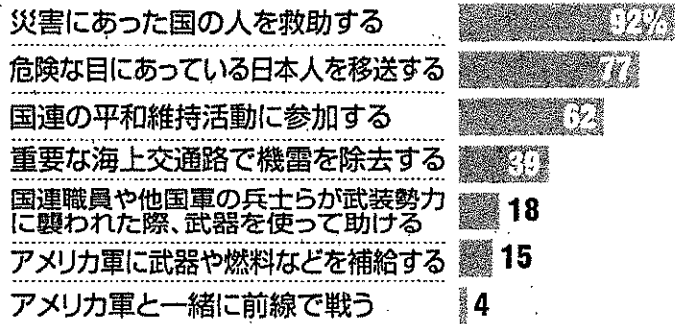 災害にあった国の人を救助する 92%
危険な目にあっている日本人を移送する 77
国連の平和維持活動に参加する 62
重要な海上交通路で機雷を除去する 39
国連職員や他国軍の兵士らが武装勢力
に襲われた際、武器を使って助ける 18
アメリカ軍に武器や燃料などを補給する 15
アメリカ軍と一緒に前線で戦う 4